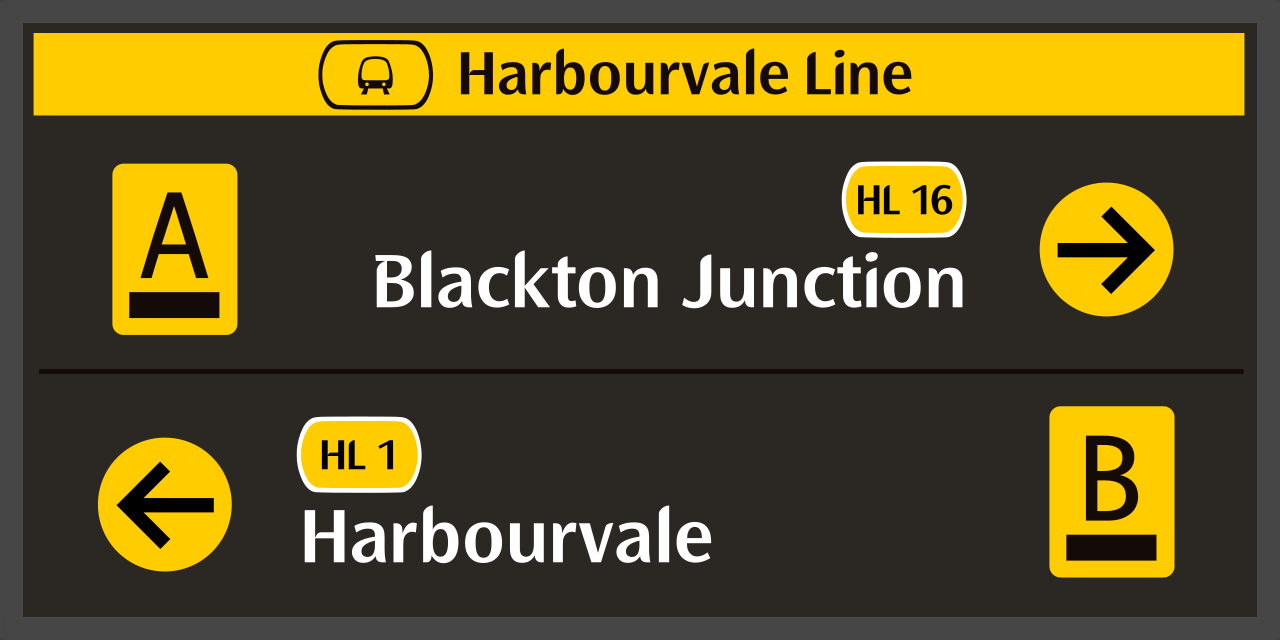 Harbourvale Line
A
HL 16
Blackton Junction
HL 1
Harbourvale
B